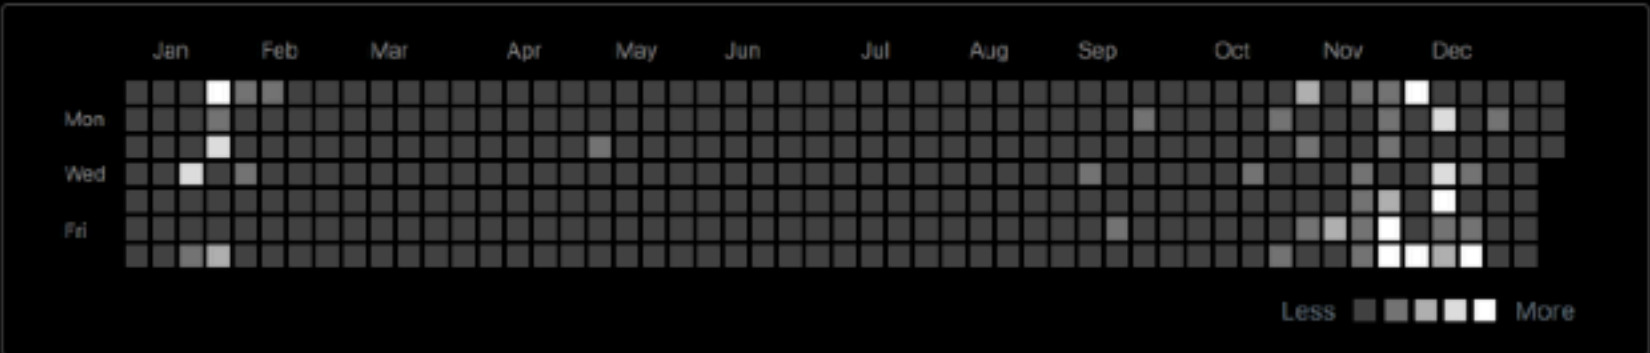 Jan Feb Mar Apr May Jun Jul Aug Sep Oct Nov Dec
Mon
Wed
Fri
Less More